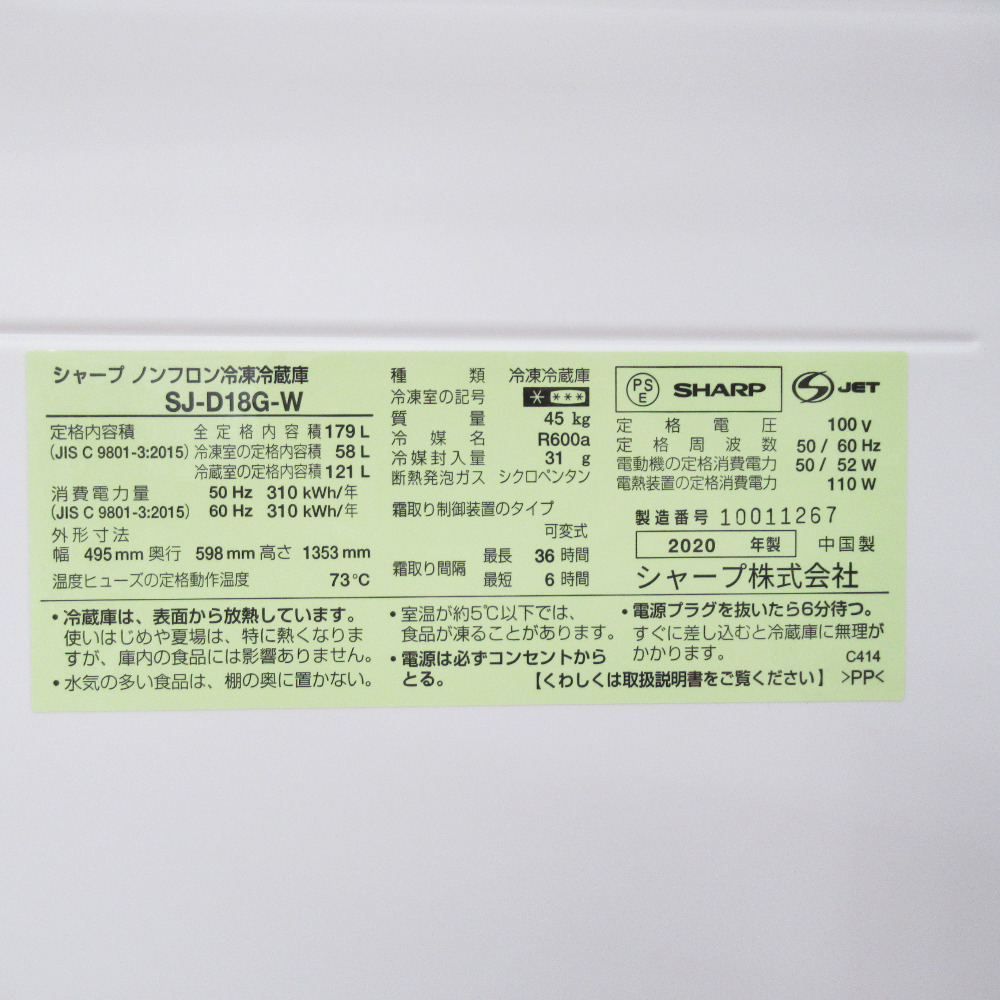 シャープ ノンフロン冷凍冷蔵庫
SJ-D18G-W
定格内容積 全定格内容積 179 L
(JIS C 9801-3:2015) 冷凍室の定格内容積 58 L
冷蔵室の定格内容積 121 L
消費電力量 50 Hz 310 kWh/年
(JIS C 9801-3:2015) 60 Hz 310 kWh/年
外形寸法
幅 495 mm 奥行 598 mm 高さ 1353 mm
温度ヒューズの定格動作温度 73℃
種類 冷凍冷蔵庫
冷凍室の記号 * ***
質量 45 kg
冷媒名 R600a
冷媒封入量 31 g
断熱発泡ガス シクロペンタン
霜取り制御装置のタイプ
可変式
霜取り間隔 最長 36 時間
最短 6 時間
PS
E
SHARP
S JET
定格電圧 100 V
定格周波数 50 / 60 Hz
電動機の定格消費電力 50 / 52 W
電熱装置の定格消費電力 110 W
製造番号 10011267
2020 年製 中国製
シャープ株式会社
・冷蔵庫は、表面から放熱しています。
使いはじめや夏場は、特に熱くなりま
すが、庫内の食品には影響ありません。
・水気の多い食品は、棚の奥に置かない。
・室温が約5℃以下では、
食品が凍ることがあります。
・電源は必ずコンセントから
とる。
・電源プラグを抜いたら6分待つ。
すぐに差し込むと冷蔵庫に無理が
かかります。 C414
【くわしくは取扱説明書をご覧ください】 >PP<